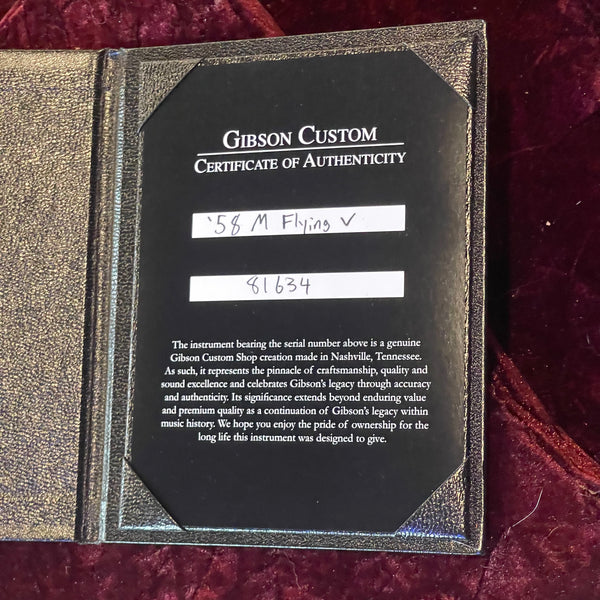 GIBSON CUSTOM
CERTIFICATE OF AUTHENTICITY
'58 M Flying V
81634
The instrument bearing the serial number above is a genuine
Gibson Custom Shop creation made in Nashville, Tennessee.
As such, it represents the pinnacle of craftsmanship, quality and
sound excellence and celebrates Gibson's legacy through accuracy
and authenticity. Its significance extends beyond enduring value
and premium quality as a continuation of Gibson's legacy within
music history. We hope you enjoy the pride of ownership for the
long life this instrument was designed to give.